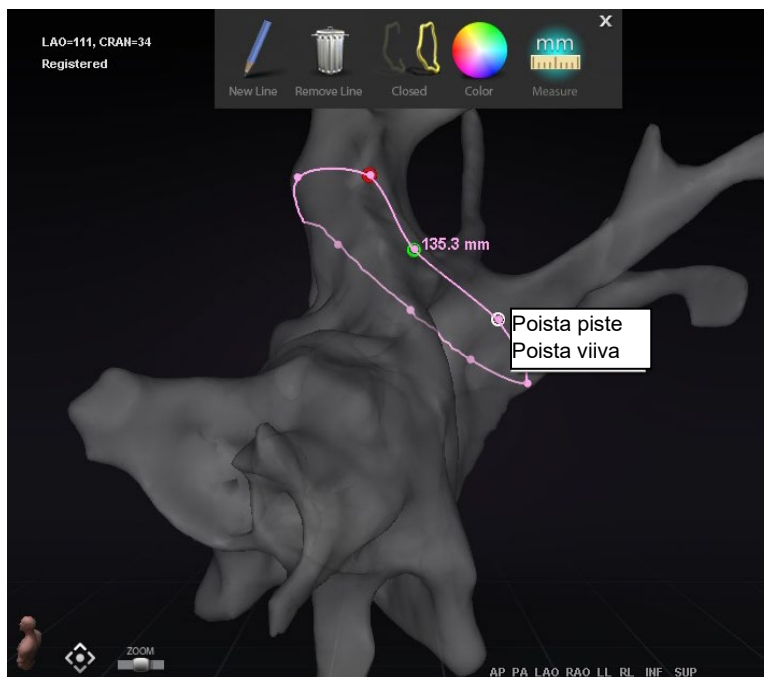 LAO=111, CRAN=34
Registered
X
mm
New Line Remove Line Closed Color Measure
135.3 mm
Poista piste
Poista viiva
ZOOM
AP PA LAO RAO LL RL INF SUP